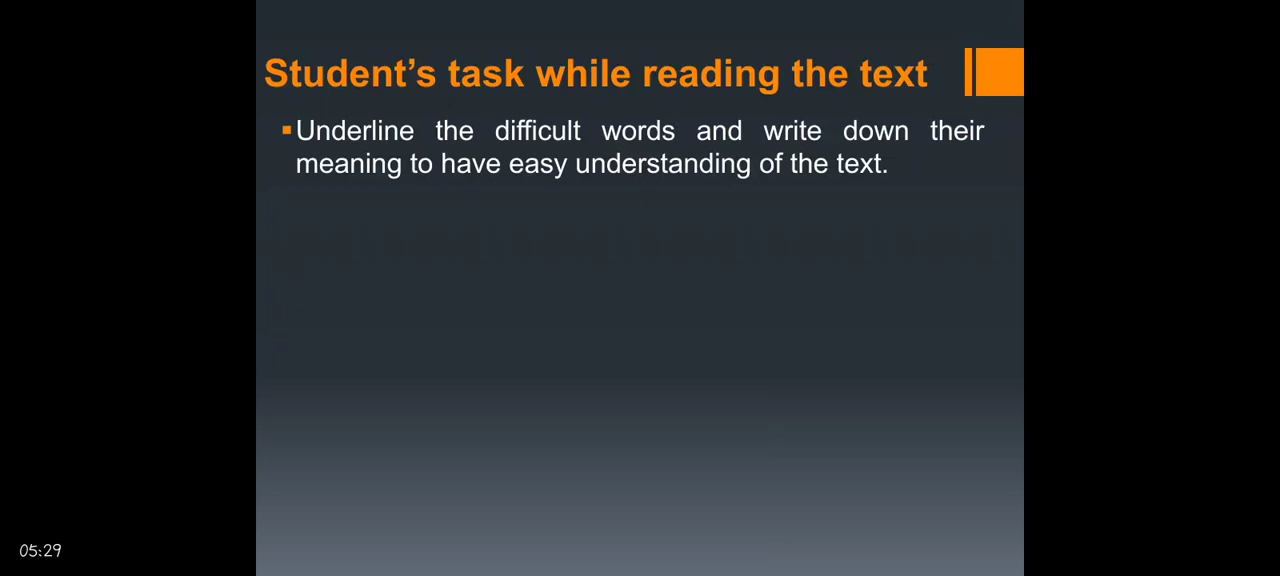 Student’s task while reading the text
▪Underline the difficult words and write down their
meaning to have easy understanding of the text.
05:29